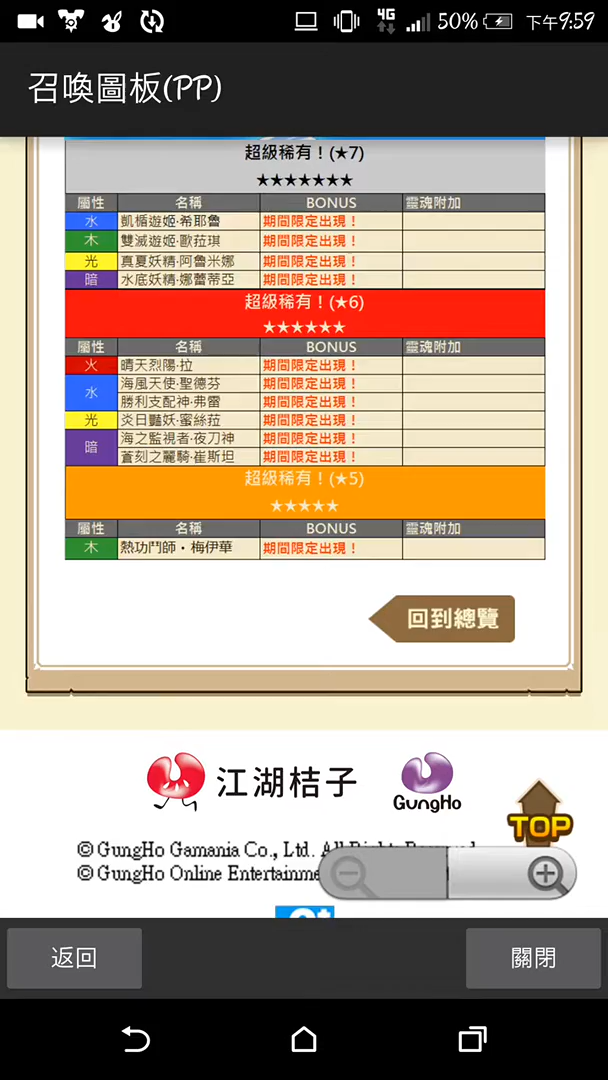 4G
50%
下午9:59
召喚圖板(PP)
超級稀有！(★7)
★★★★★★★
屬性 名稱 BONUS 靈魂附加
水 凱楯遊姬‧希耶魯 期間限定出現！
木 雙滅遊姬‧歐菈琪 期間限定出現！
光 真夏妖精‧阿魯米娜 期間限定出現！
暗 水底妖精‧娜蕾蒂亞 期間限定出現！
超級稀有！(★6)
★★★★★★
屬性 名稱 BONUS 靈魂附加
火 晴天烈陽‧拉 期間限定出現！
水 海風天使‧聖德芬 期間限定出現！
勝利支配神‧弗雷 期間限定出現！
光 炎日豔妖‧蜜絲菈 期間限定出現！
暗 海之監視者‧夜刀神 期間限定出現！
蒼刻之麗騎‧崔斯坦 期間限定出現！
超級稀有！(★5)
★★★★★
屬性 名稱 BONUS 靈魂附加
木 熱功鬥師・梅伊華 期間限定出現！
回到總覽
江湖桔子
GungHo
TOP
© GungHo Gamania Co., Ltd. All Rights Reserved.
© GungHo Online
返回
關閉